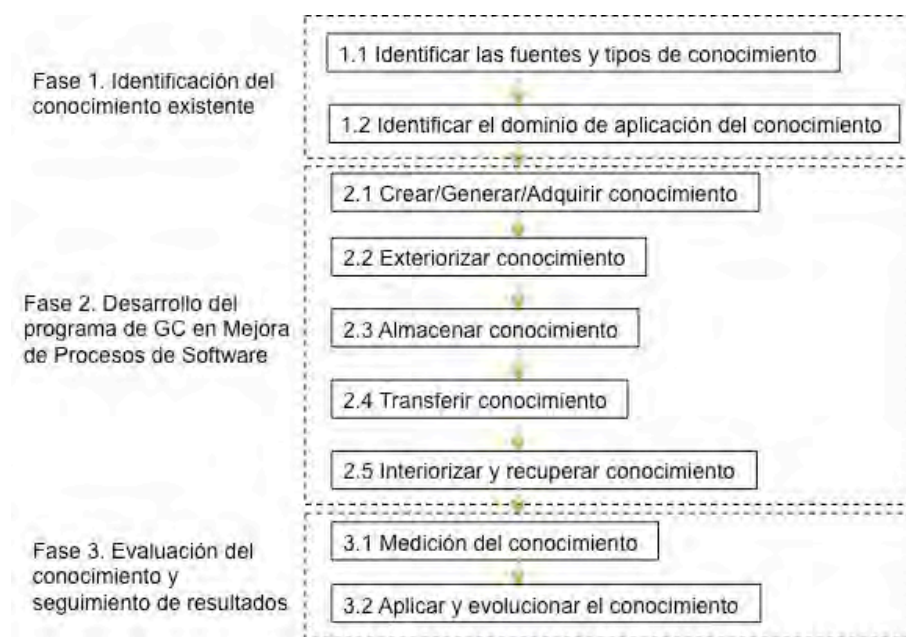 Fase 1. Identificación del
conocimiento existente
1.1 Identificar las fuentes y tipos de conocimiento
1.2 Identificar el dominio de aplicación del conocimiento
Fase 2. Desarrollo del
programa de GC en Mejora
de Procesos de Software
2.1 Crear/Generar/Adquirir conocimiento
2.2 Exteriorizar conocimiento
2.3 Almacenar conocimiento
2.4 Transferir conocimiento
2.5 Interiorizar y recuperar conocimiento
Fase 3. Evaluación del
conocimiento y
seguimiento de resultados
3.1 Medición del conocimiento
3.2 Aplicar y evolucionar el conocimiento